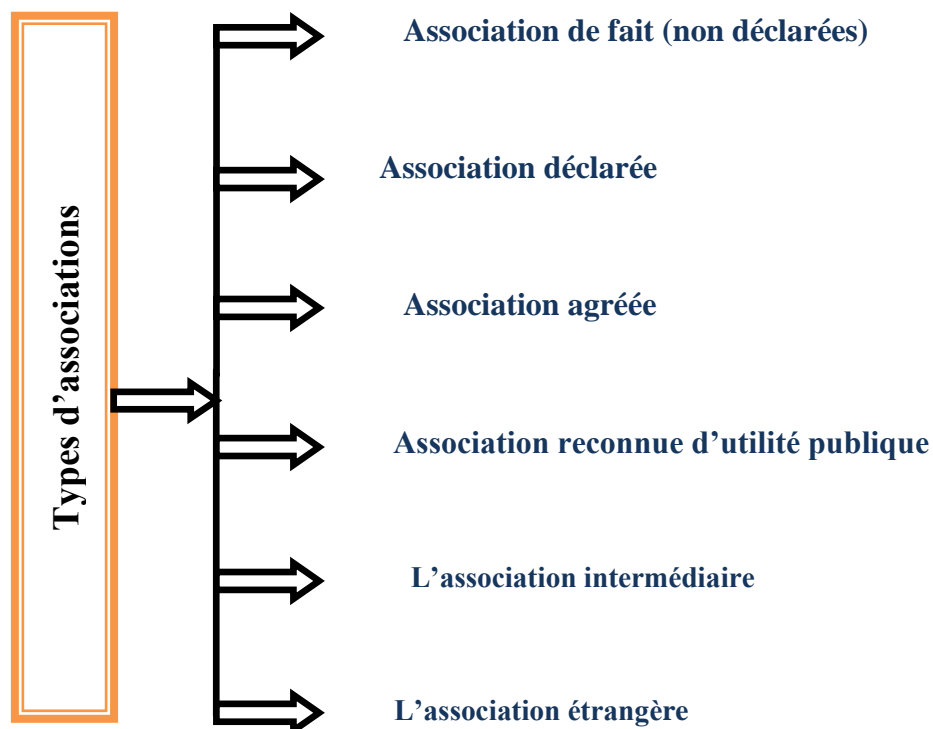 Types d’associations
Association de fait (non déclarées)
Association déclarée
Association agréée
Association reconnue d’utilité publique
L’association intermédiaire
L’association étrangère